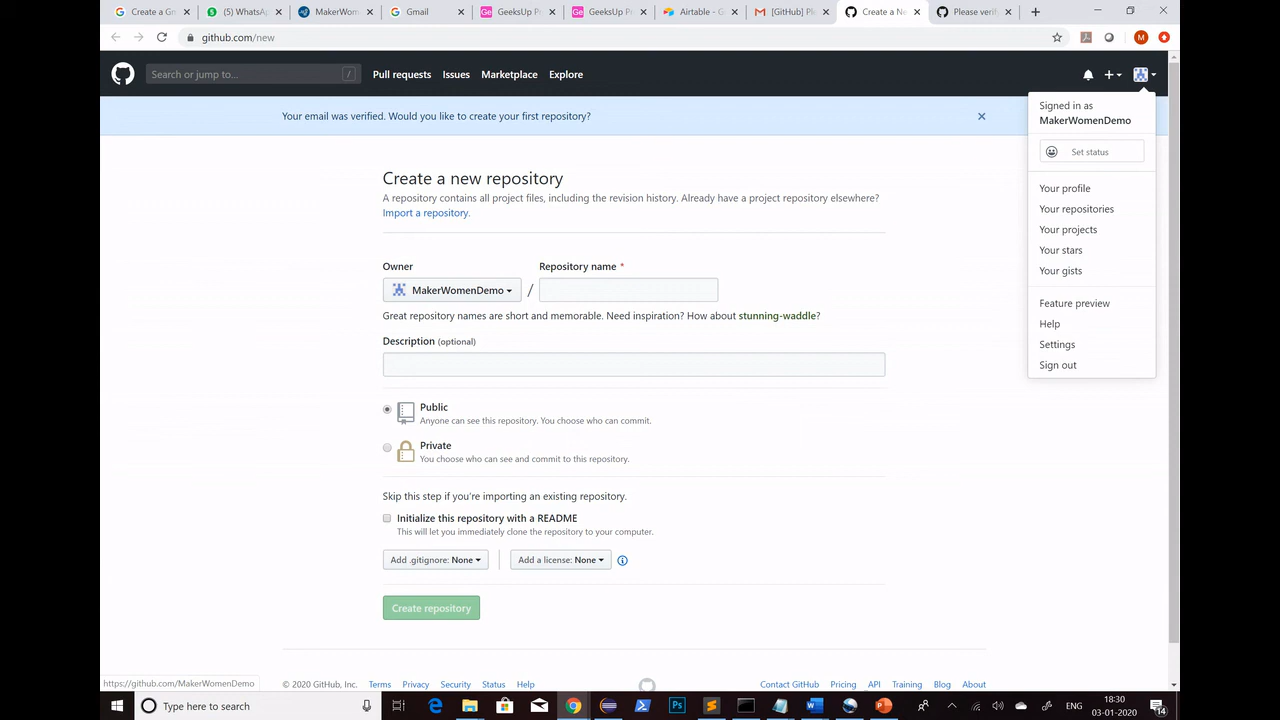 Create a Gm
(5) WhatsA
MakerWom
Gmail
GeeksUp Pr
GeeksUp Pr
Airtable - G
[GitHub] Pl
Create a Ne
Please verif
github.com/new
Search or jump to...
/
Pull requests
Issues
Marketplace
Explore
M
Your email was verified. Would you like to create your first repository?
Signed in as
MakerWomenDemo
Set status
Your profile
Your repositories
Your projects
Your stars
Your gists
Feature preview
Help
Settings
Sign out
Create a new repository
A repository contains all project files, including the revision history. Already have a project repository elsewhere?
Import a repository.
Owner
Repository name *
MakerWomenDemo
/
Great repository names are short and memorable. Need inspiration? How about stunning-waddle?
Description (optional)
Public
Anyone can see this repository. You choose who can commit.
Private
You choose who can see and commit to this repository.
Skip this step if you're importing an existing repository.
Initialize this repository with a README
This will let you immediately clone the repository to your computer.
Add .gitignore: None
Add a license: None
Create repository
© 2020 GitHub, Inc.
Terms
Privacy
Security
Status
Help
Contact GitHub
Pricing
API
Training
Blog
About
https://github.com/MakerWomenDemo
Type here to search
ENG
18:30
03-01-2020
14